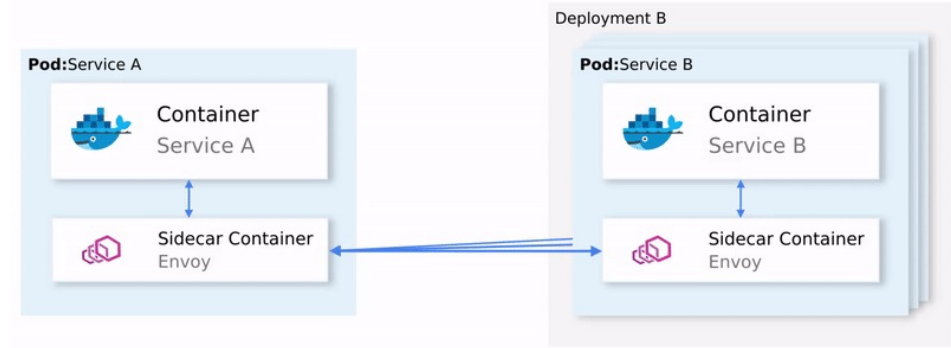 Deployment B
Pod:Service A
Container
Service A
Sidecar Container
Envoy
Pod:Service B
Container
Service B
Sidecar Container
Envoy